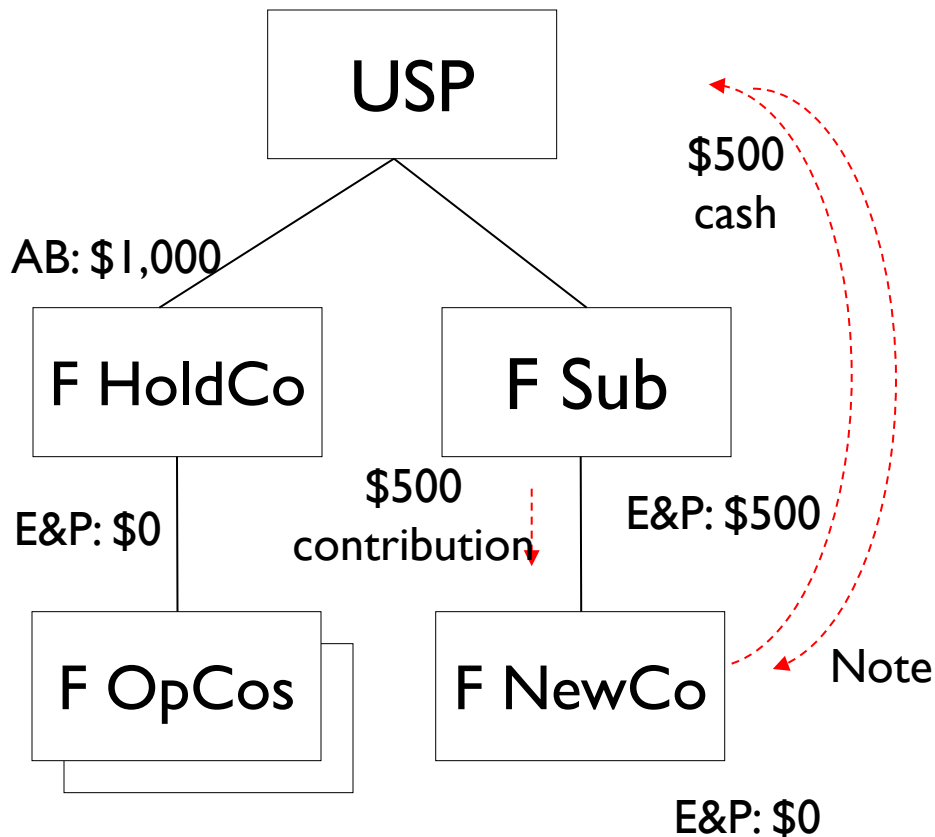 USP
$500
cash
AB: $1,000
F HoldCo
F Sub
$500
contribution
E&P: $0
E&P: $500
F OpCos
F NewCo
Note
E&P: $0